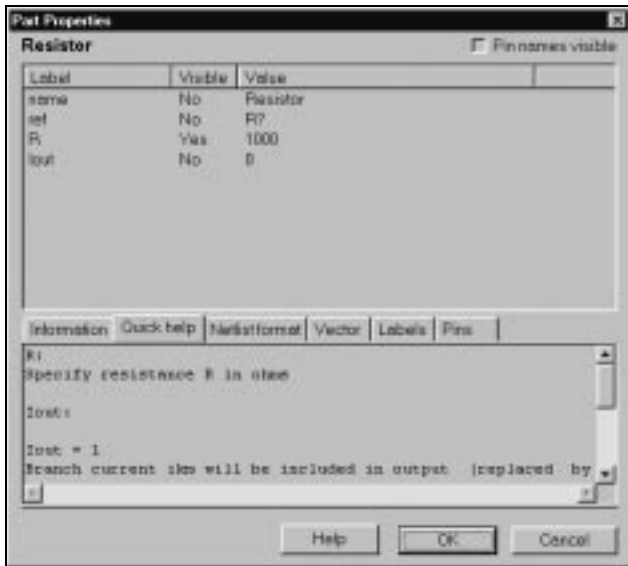 Part Properties
Resistor
Pin names visible
Label Visible Value
name No Resistor
ref No R?
R Yes 1000
Iout No 0
Information Quick help Netlist format Vector Labels Pins
R:
Specify resistance R in ohms
Iout:
Iout = 1
Branch current ikm will be included in output (replaced by
Help OK Cancel